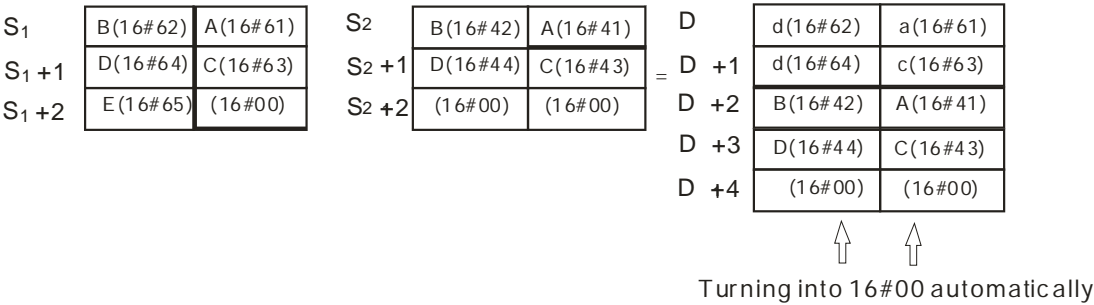 S1 B(16#62) A(16#61) S2 B(16#42) A(16#41) D d(16#62) a(16#61)
S1 +1 D(16#64) C(16#63) S2 +1 D(16#44) C(16#43) = D +1 d(16#64) c(16#63)
S1 +2 E(16#65) (16#00) S2 +2 (16#00) (16#00) D +2 B(16#42) A(16#41)
D +3 D(16#44) C(16#43)
D +4 (16#00) (16#00)
Turning into 16#00 automatically